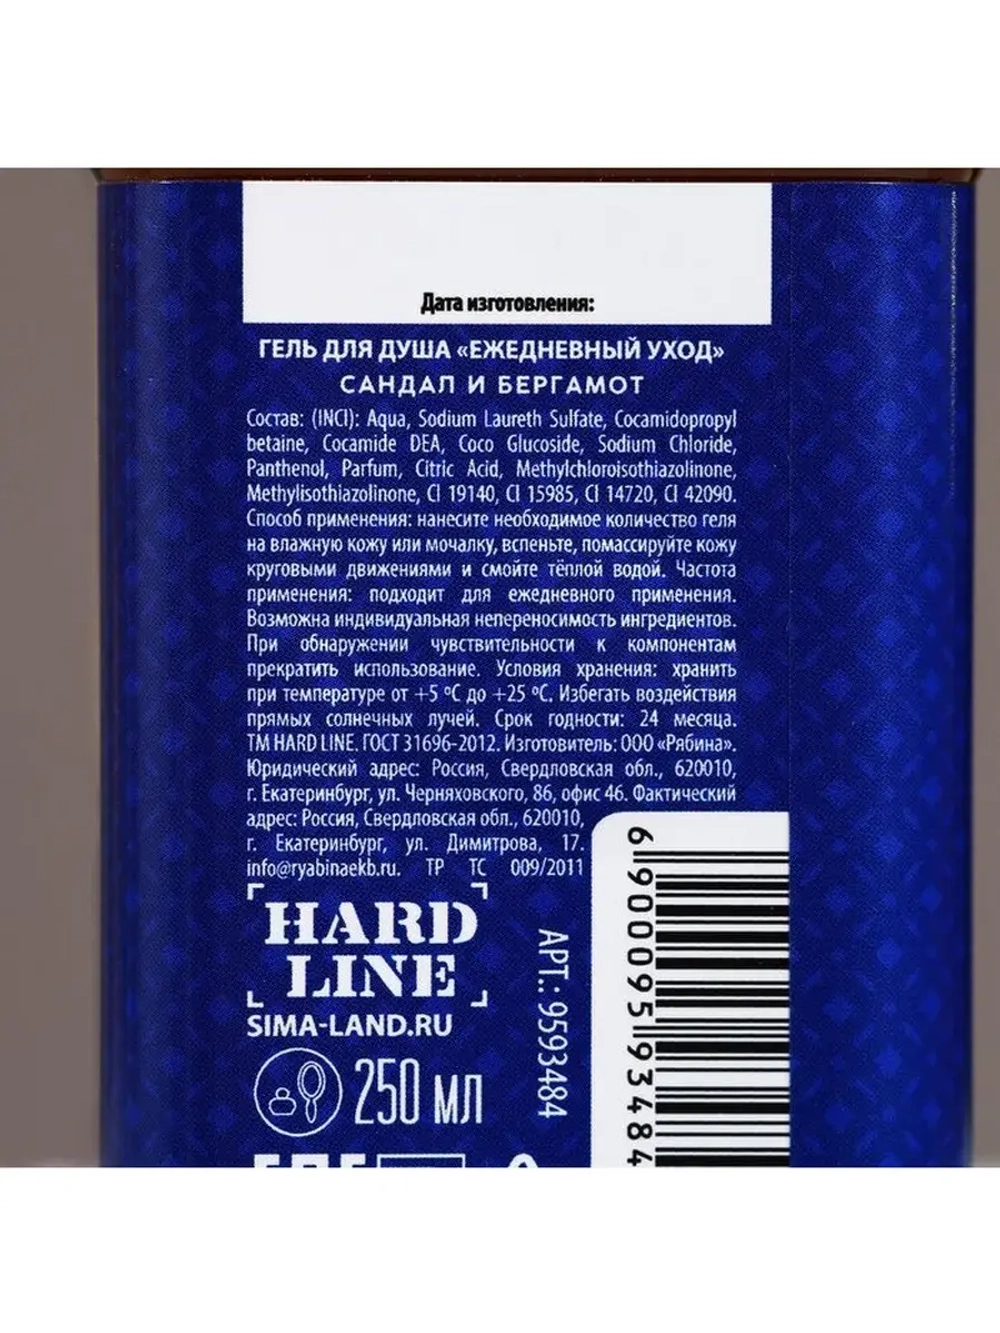 Дата изготовления:
ГЕЛЬ ДЛЯ ДУША «ЕЖЕДНЕВНЫЙ УХОД»
САНДАЛ И БЕРГАМОТ
Состав: (INCI): Aqua, Sodium Laureth Sulfate, Cocamidopropyl
betaine, Cocamide DEA, Coco Glucoside, Sodium Chloride,
Panthenol, Parfum, Citric Acid, Methylchloroisothiazolinone,
Methylisothiazolinone, CI 19140, CI 15985, CI 14720, CI 42090.
Способ применения: нанесите необходимое количество геля
на влажную кожу или мочалку, вспеньте, помассируйте кожу
круговыми движениями и смойте тёплой водой. Частота
применения: подходит для ежедневного применения.
Возможна индивидуальная непереносимость ингредиентов.
При обнаружении чувствительности к компонентам
прекратить использование. Условия хранения: хранить
при температуре от +5 ºС до +25 ºС. Избегать воздействия
прямых солнечных лучей. Срок годности: 24 месяца.
ТМ HARD LINE. ГОСТ 31696-2012. Изготовитель: ООО «Рябина».
Юридический адрес: Россия, Свердловская обл., 620010,
г. Екатеринбург, ул. Черняховского, 86, офис 46. Фактический
адрес: Россия, Свердловская обл., 620010,
г. Екатеринбург, ул. Димитрова, 17.
info@ryabinaekb.ru. ТР ТС 009/2011
HARD
LINE
SIMA-LAND.RU
250 МЛ
АРТ.: 9593484
6 900095 93484